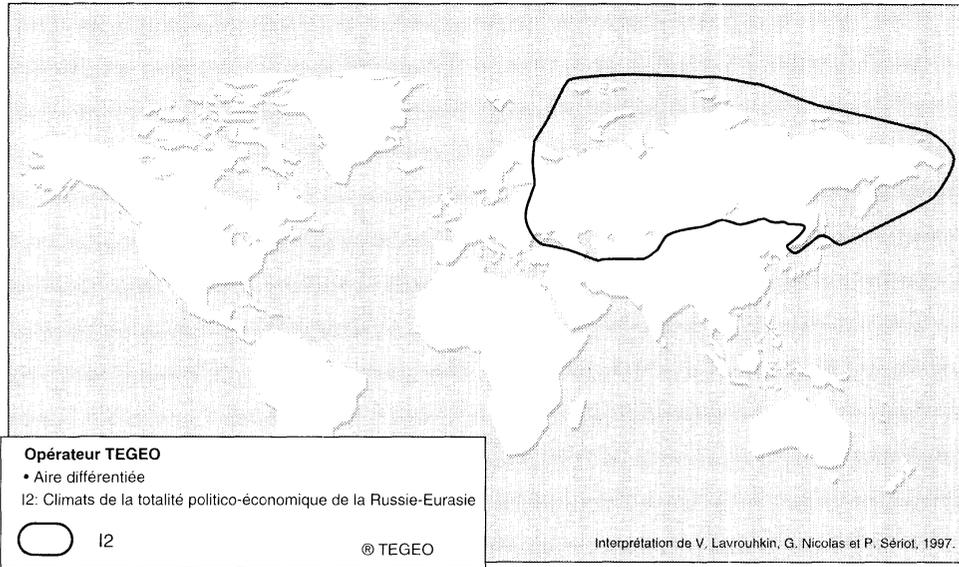 Opérateur TEGEO
• Aire différentiée
I2: Climats de la totalité politico-économique de la Russie-Eurasie
I2
® TEGEO
Interprétation de V. Lavrouhkin, G. Nicolas et P. Sériot, 1997.